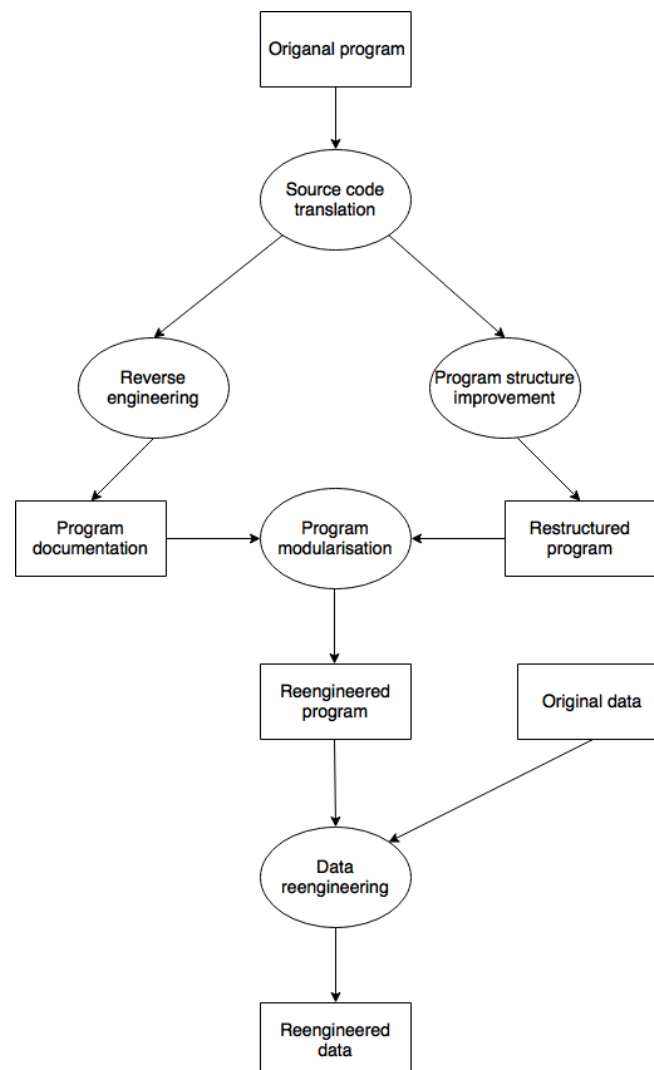 Origanal program
Source code
translation
Reverse
engineering
Program structure
improvement
Program
documentation
Program
modularisation
Restructured
program
Reengineered
program
Original data
Data
reengineering
Reengineered
data